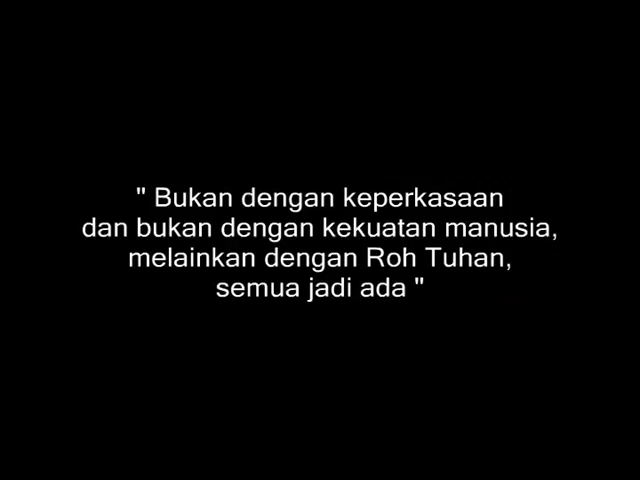 " Bukan dengan keperkasaan
dan bukan dengan kekuatan manusia,
melainkan dengan Roh Tuhan,
semua jadi ada "